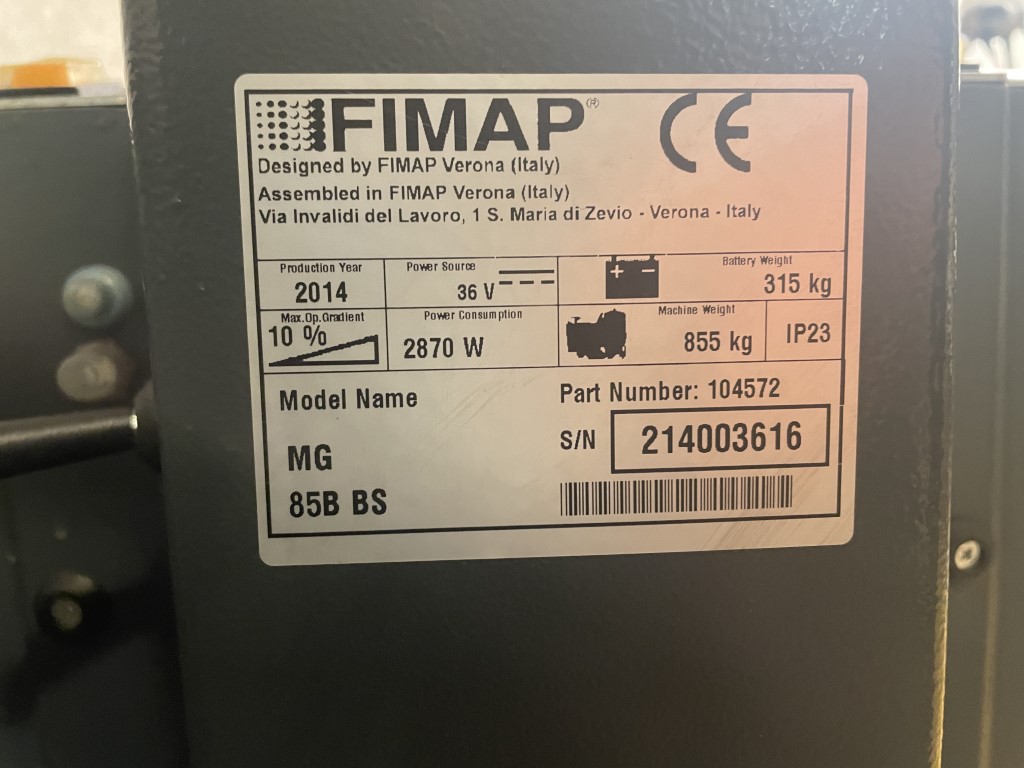 FIMAP®
CE
Designed by FIMAP Verona (Italy)
Assembled in FIMAP Verona (Italy)
Via Invalidi del Lavoro, 1 S. Maria di Zevio - Verona - Italy
Production Year
2014
Power Source
36 V
+ −
Battery Weight
315 kg
Max.Op.Gradient
10 %
Power Consumption
2870 W
Machine Weight
855 kg
IP23
Model Name
MG
85B BS
Part Number: 104572
S/N 214003616